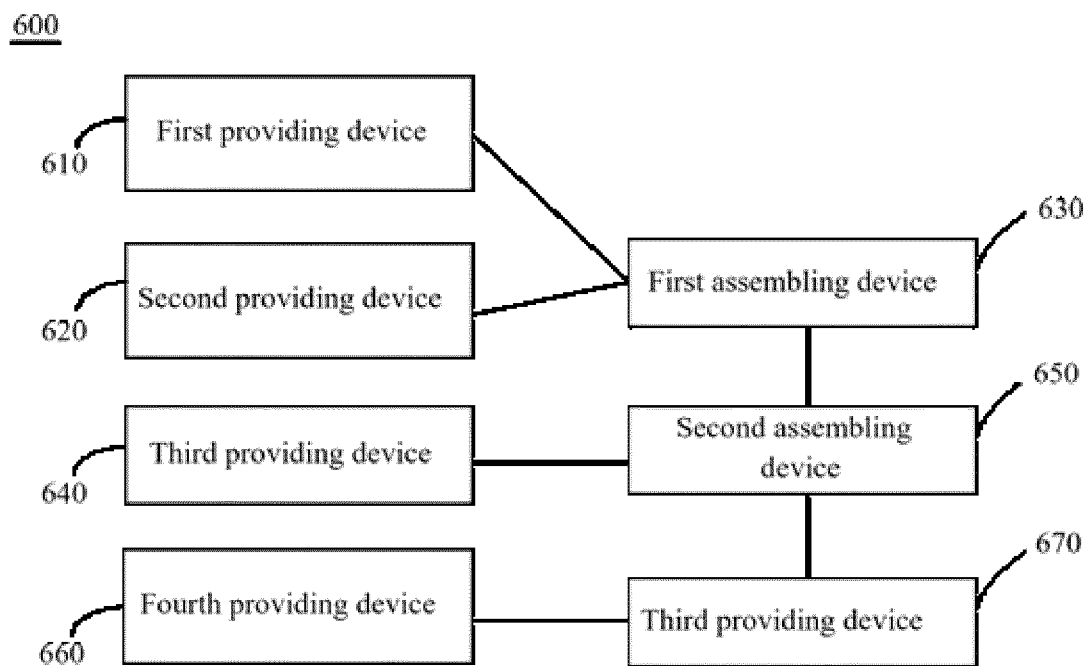 600
First providing device
610
630
Second providing device
First assembling device
620
650
Third providing device
Second assembling
device
640
670
Fourth providing device
Third providing device
660